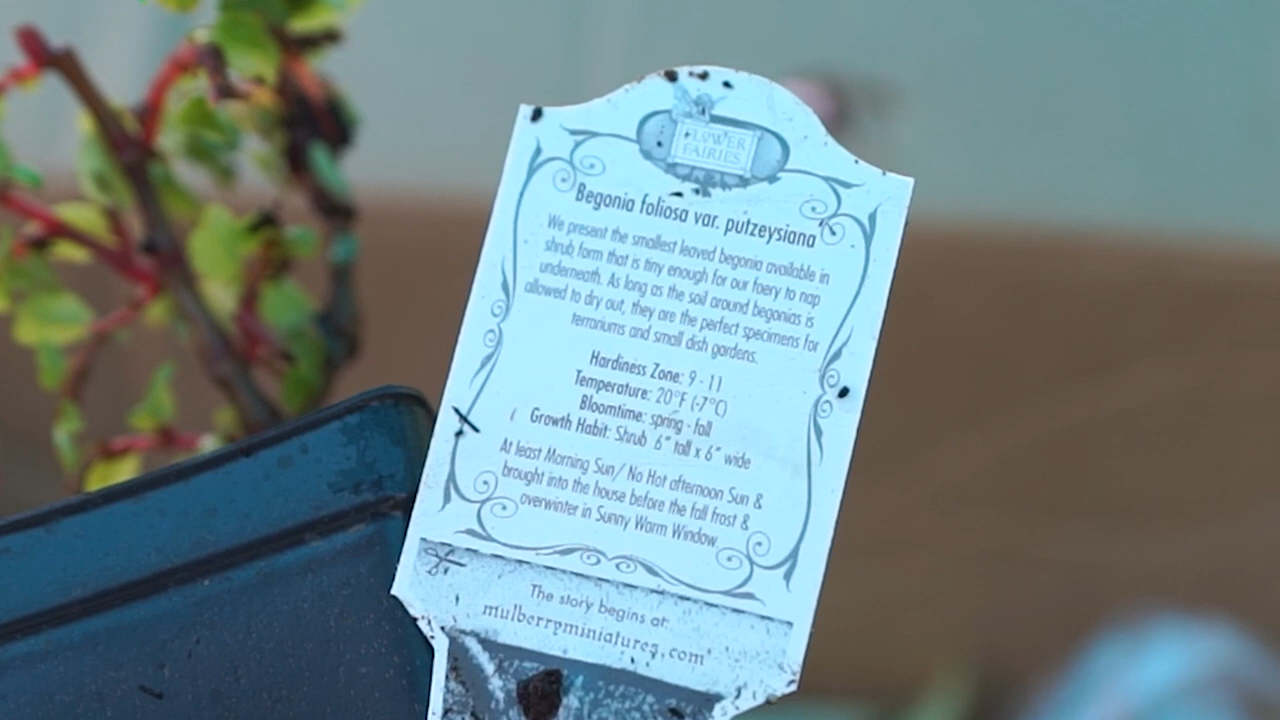 FLOWER
FAIRIES
Begonia foliosa var. putzeysiana
We present the smallest leaved begonia available in
shrub form that is tiny enough for our faery to nap
underneath. As long as the soil around begonias is
allowed to dry out, they are the perfect specimens for
terrariums and small dish gardens.
Hardiness Zone: 9 - 11
Temperature: 20°F (-7°C)
Bloomtime: spring - fall
Growth Habit: Shrub 6" tall x 6" wide
At least Morning Sun/ No Hot afternoon Sun &
brought into the house before the fall frost &
overwinter in Sunny Warm Window.
The story begins at:
mulberryminiatures.com